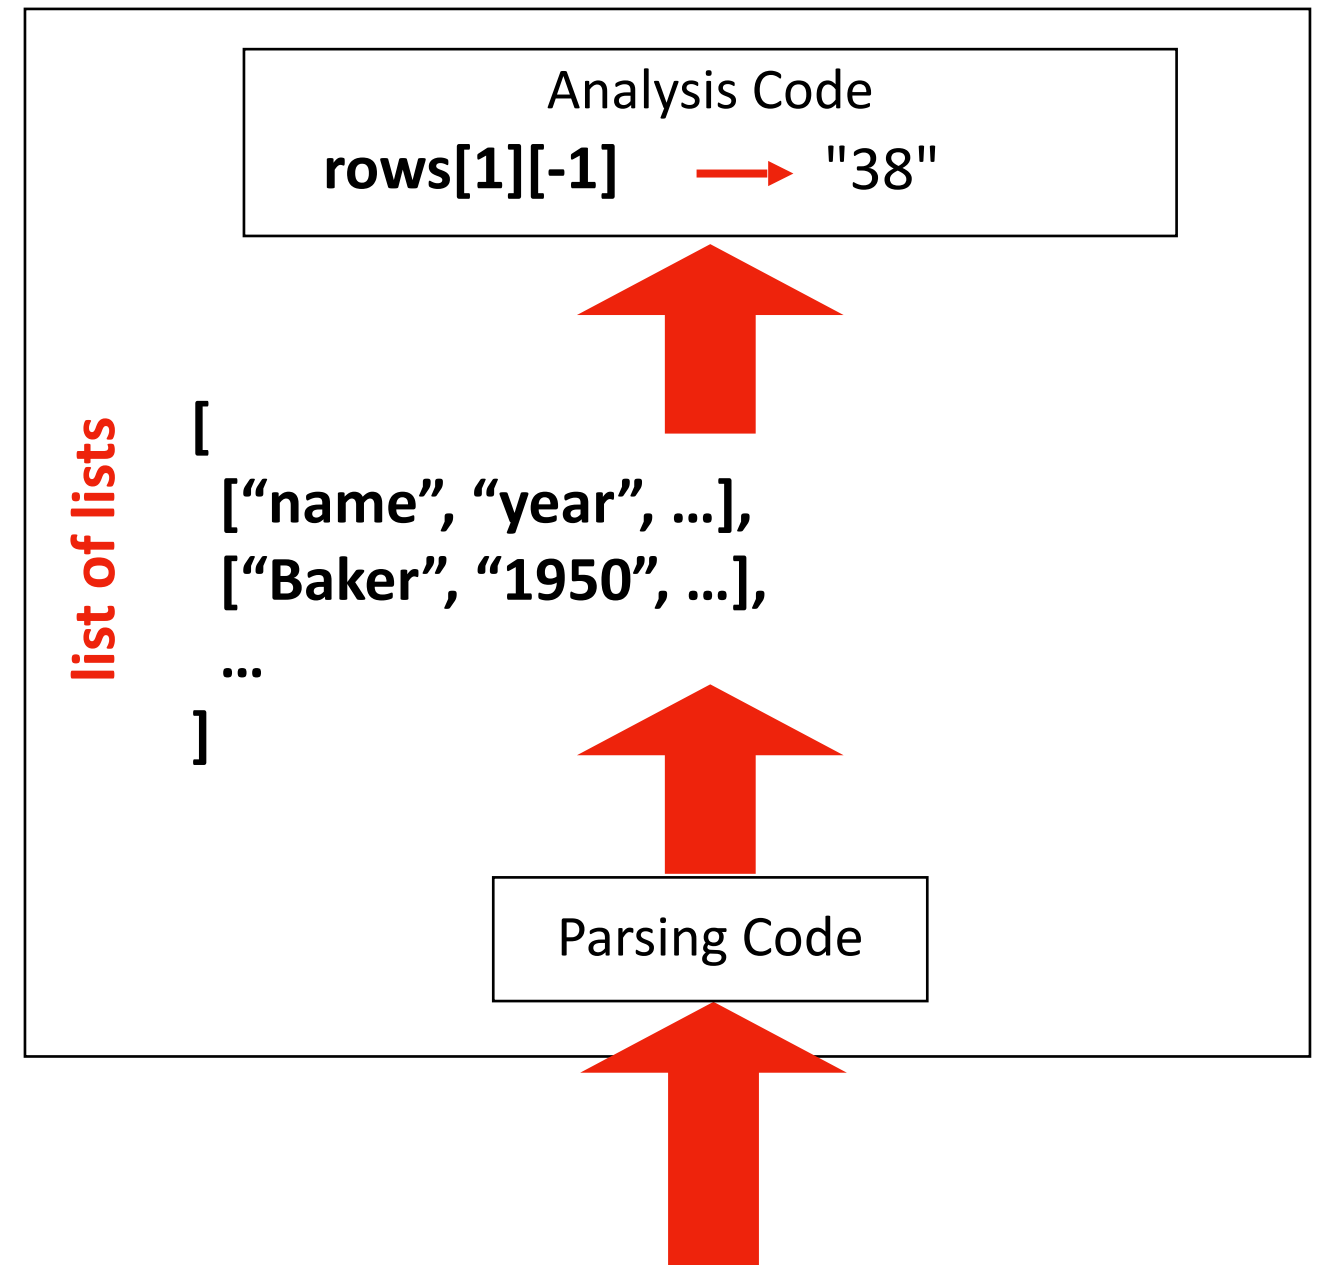 Analysis Code
rows[1][-1] "38"
list of lists
[
[“name”, “year”, …],
[“Baker”, “1950”, …],
…
]
Parsing Code